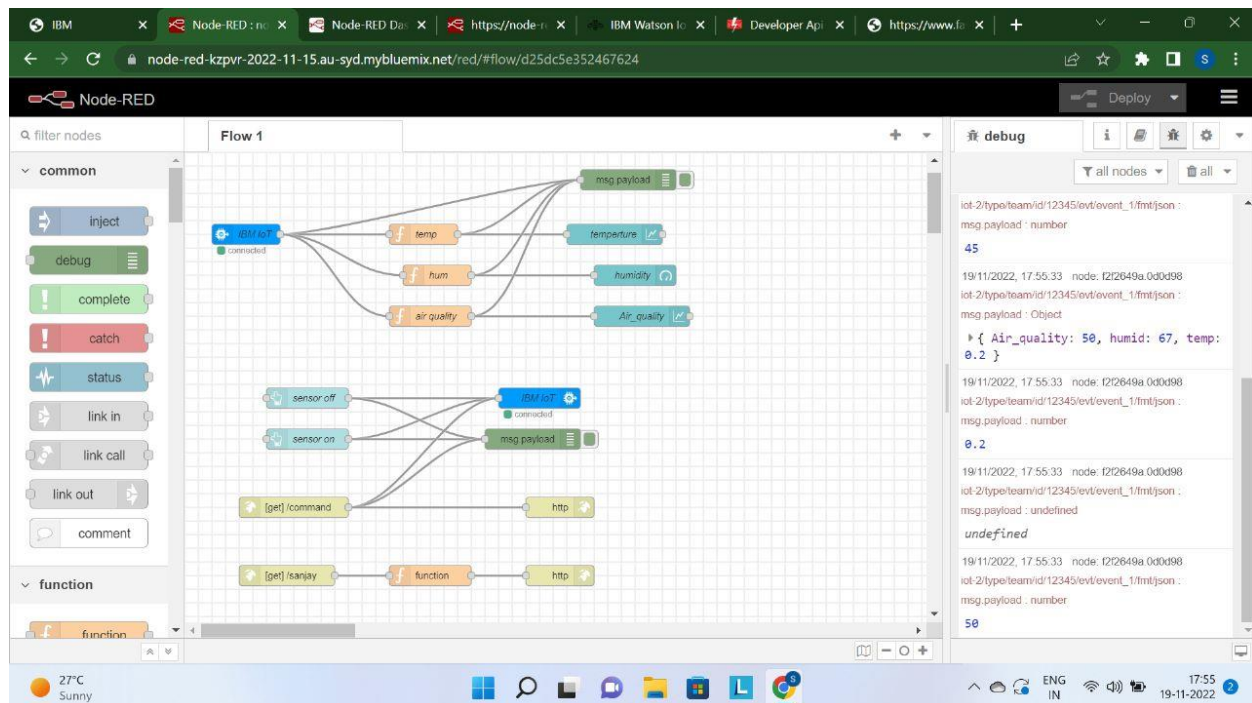 IBM
Node-RED : no
Node-RED Das
https://node-r
IBM Watson Io
Developer Api
https://www.fa
node-red-kzpvr-2022-11-15.au-syd.mybluemix.net/red/#flow/d25dc5e352467624
S
Node-RED
Deploy
filter nodes
Flow 1
debug
i
all nodes
all
common
inject
debug
complete
catch
status
link in
link call
link out
comment
function
function
msg.payload
IBM IoT
connected
f temp
temperture
f hum
humidity
f air quality
Air_quality
sensor off
IBM IoT
connected
sensor on
msg.payload
[get] /command
http
[get] /sanjay
f function
http
iot-2/type/team/id/12345/evt/event_1/fmt/json :
msg.payload : number
45
19/11/2022, 17:55:33 node: f2f2649a.0d0d98
iot-2/type/team/id/12345/evt/event_1/fmt/json :
msg.payload : Object
{ Air_quality: 50, humid: 67, temp:
0.2 }
19/11/2022, 17:55:33 node: f2f2649a.0d0d98
iot-2/type/team/id/12345/evt/event_1/fmt/json :
msg.payload : number
0.2
19/11/2022, 17:55:33 node: f2f2649a.0d0d98
iot-2/type/team/id/12345/evt/event_1/fmt/json :
msg.payload : undefined
undefined
19/11/2022, 17:55:33 node: f2f2649a.0d0d98
iot-2/type/team/id/12345/evt/event_1/fmt/json :
msg.payload : number
50
27°C
Sunny
L
S
ENG
IN
17:55
19-11-2022
2